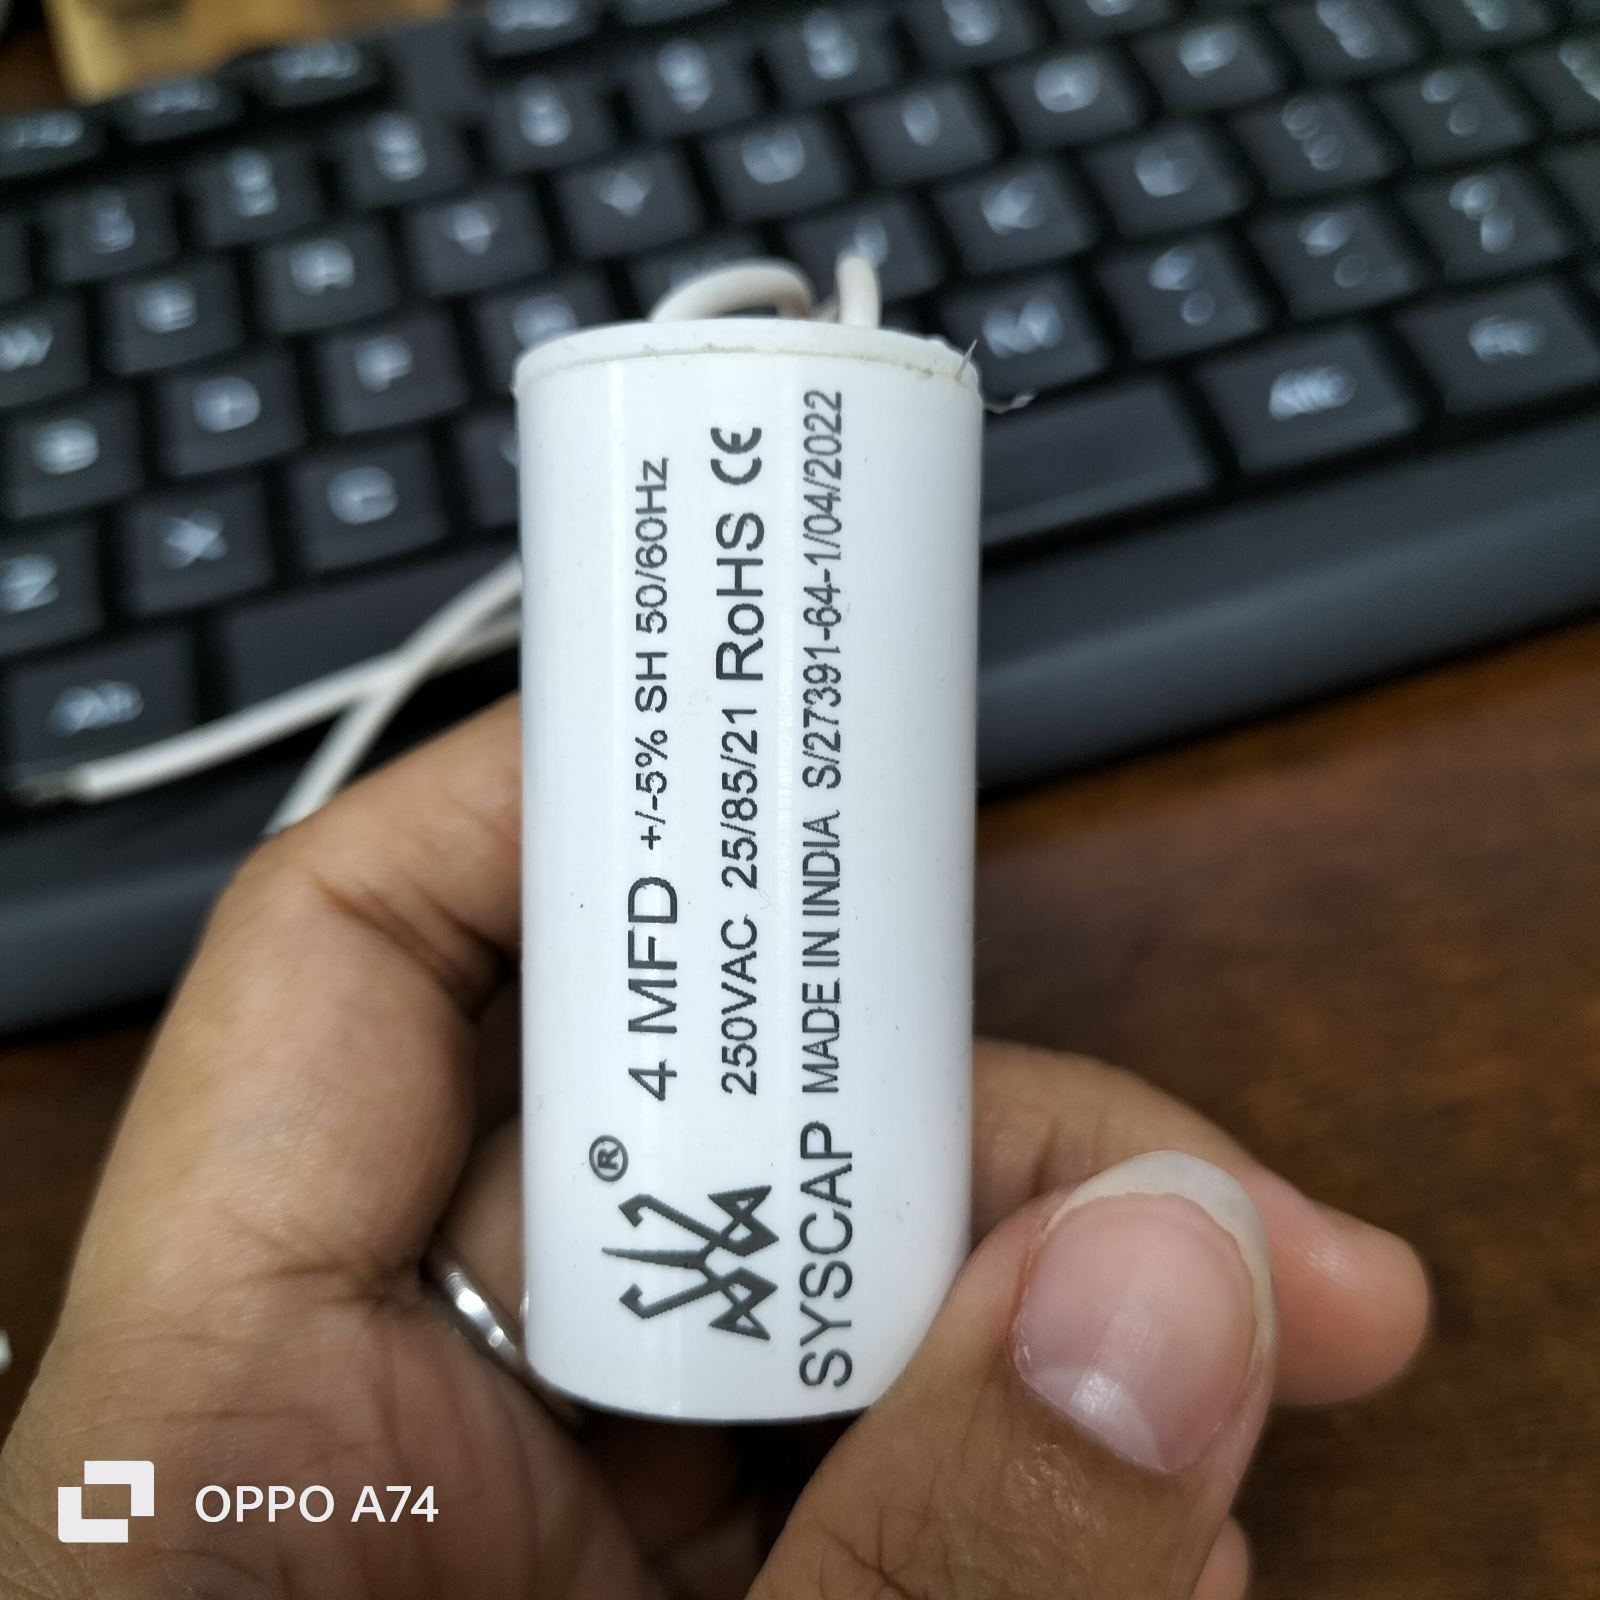 4 MFD +/-5% SH 50/60Hz
250VAC 25/85/21 RoHS CE
SYSCAP MADE IN INDIA S/27391-64-1/04/2022
®
OPPO A74